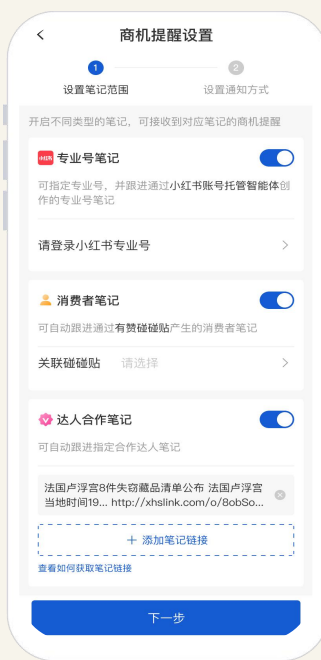 商机提醒设置
1
2
设置笔记范围
设置通知方式
开启不同类型的笔记，可接收到对应笔记的商机提醒
专业号笔记
可指定专业号，并跟进通过小红书账号托管智能体创
作的专业号笔记
请登录小红书专业号
消费者笔记
可自动跟进通过有赞碰碰贴产生的消费者笔记
关联碰碰贴 请选择
达人合作笔记
可自动跟进指定合作达人笔记
法国卢浮宫8件失窃藏品清单公布 法国卢浮宫
当地时间19... http://xhslink.com/o/8obSo...
+ 添加笔记链接
查看如何获取笔记链接
下一步